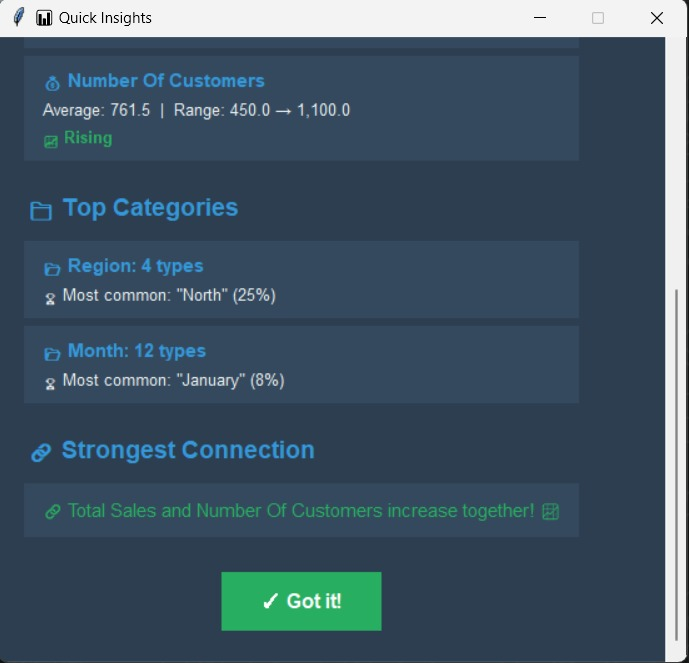 Quick Insights
Number Of Customers
Average: 761.5 | Range: 450.0 → 1,100.0
Rising
Top Categories
Region: 4 types
Most common: "North" (25%)
Month: 12 types
Most common: "January" (8%)
Strongest Connection
Total Sales and Number Of Customers increase together!
✓ Got it!